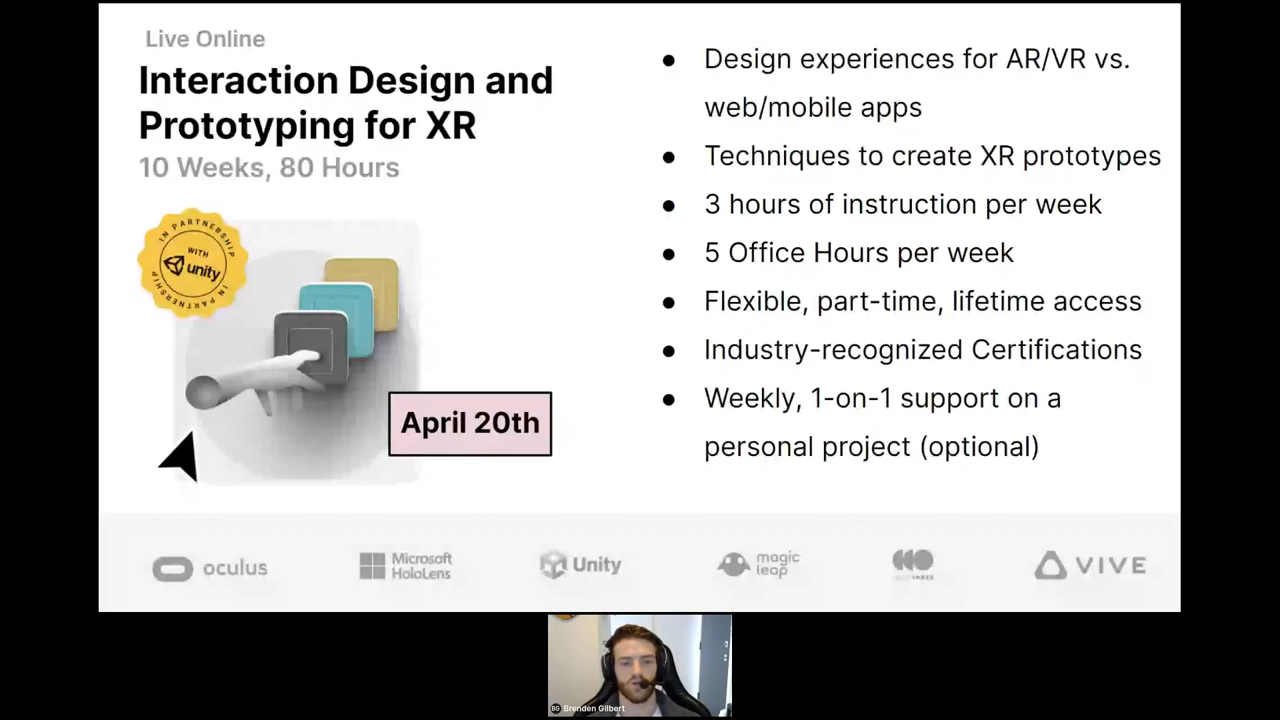 Live Online
Interaction Design and
Prototyping for XR
10 Weeks, 80 Hours
IN PARTNERSHIP
WITH
unity
IN PARTNERSHIP
April 20th
Design experiences for AR/VR vs.
web/mobile apps
Techniques to create XR prototypes
3 hours of instruction per week
5 Office Hours per week
Flexible, part-time, lifetime access
Industry-recognized Certifications
Weekly, 1-on-1 support on a
personal project (optional)
oculus
Microsoft
HoloLens
Unity
magic
leap
VIVE
BG Brenden Gilbert